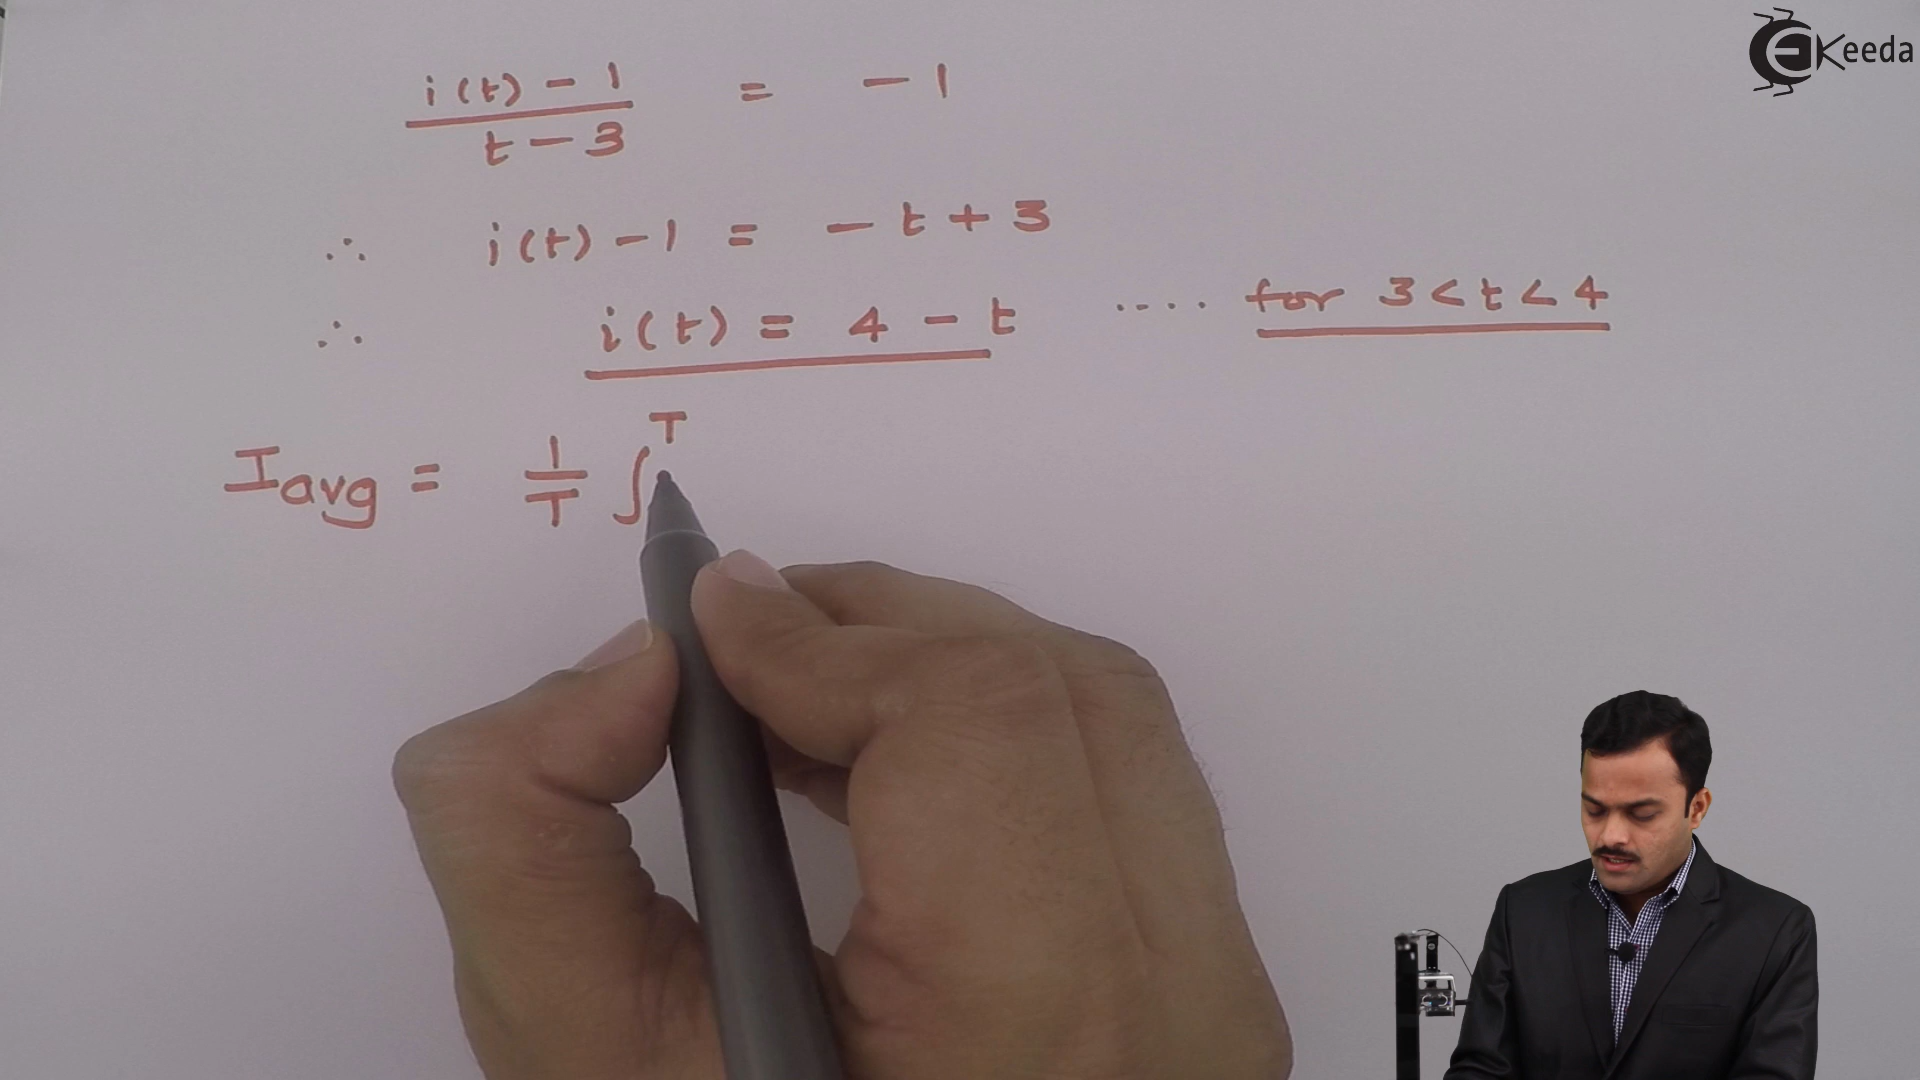 EKeeda
i(t) - 1 / t - 3 = - 1
∴ i(t) - 1 = - t + 3
∴ i(t) = 4 - t .... for 3 < t < 4
Iavg = 1/T ∫ T